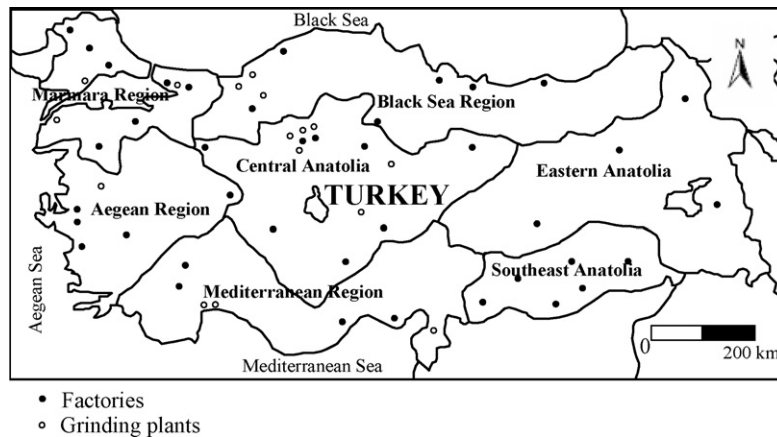 Black Sea
N
Marmara Region
Black Sea Region
Central Anatolia
Eastern Anatolia
TURKEY
Aegean Region
Aegean Sea
Southeast Anatolia
Mediterranean Region
0
200 km
Mediterranean Sea
Factories
Grinding plants